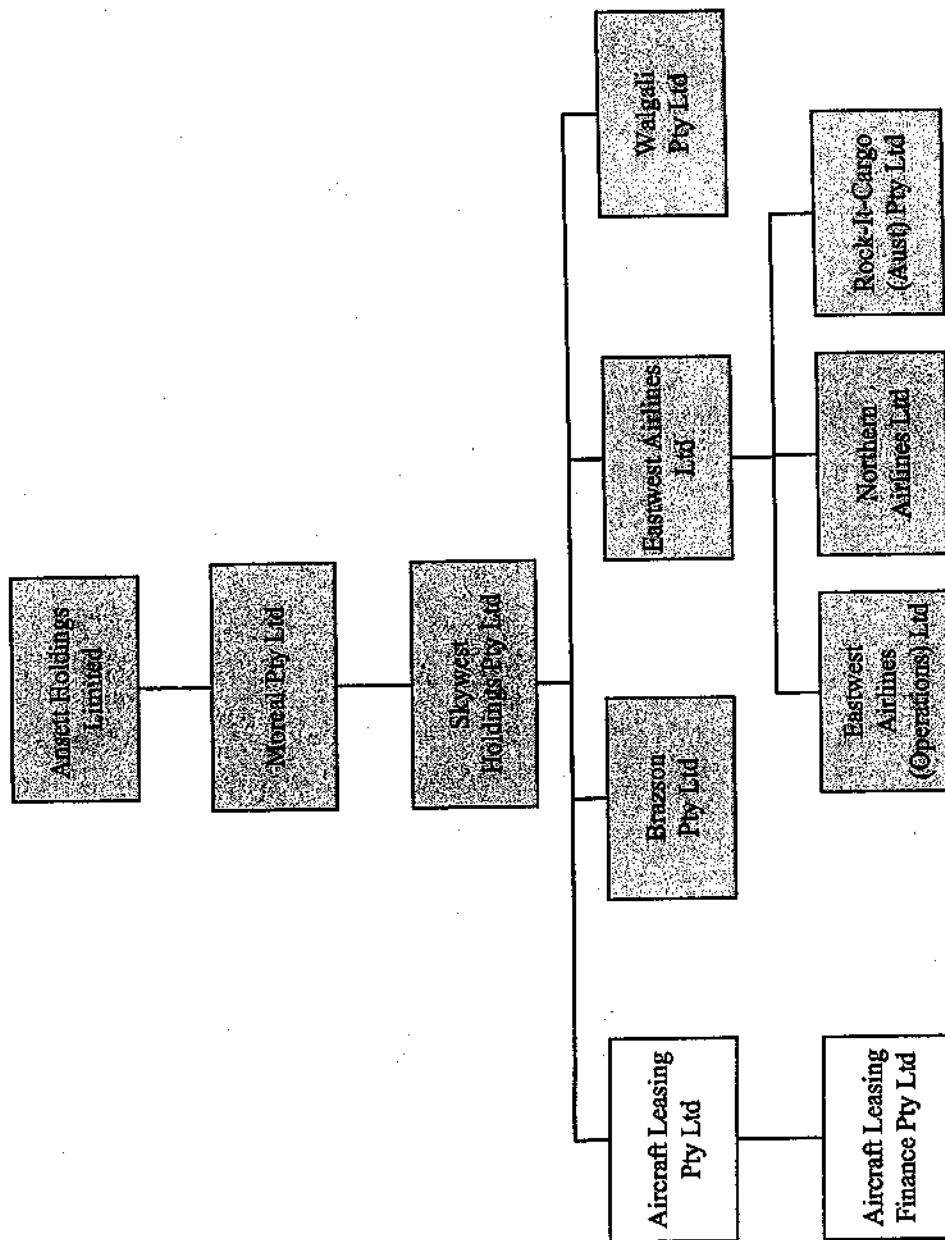 Ansett Holdings
Limited
Moreal Pty Ltd
Skywest
Holdings Pty Ltd
Aircraft Leasing
Pty Ltd
Brazson
Pty Ltd
Eastwest Airlines
Ltd
Walgali
Pty Ltd
Aircraft Leasing
Finance Pty Ltd
Eastwest
Airlines
(Operations) Ltd
Northern
Airlines Ltd
Rock-It-Cargo
(Aust) Pty Ltd